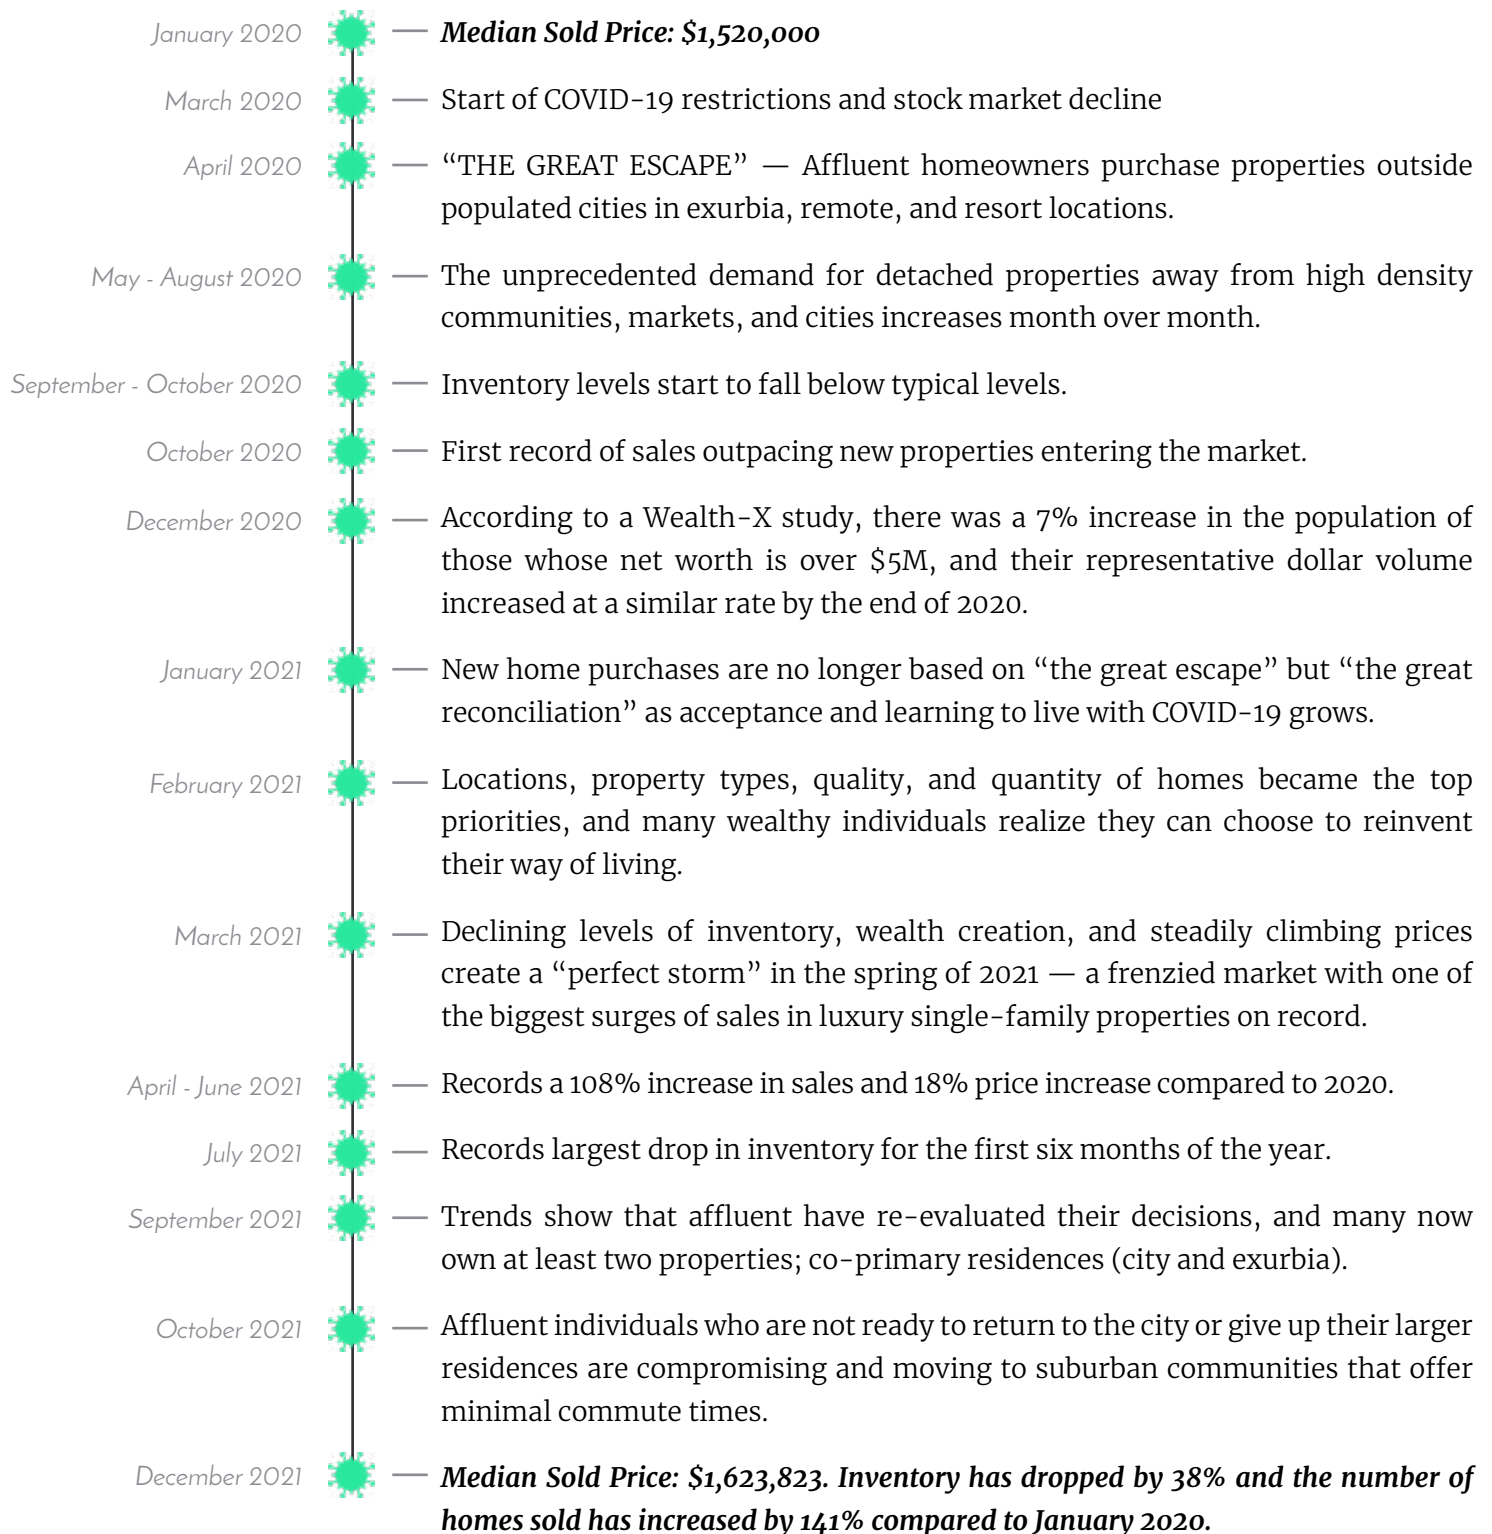 January 2020 — Median Sold Price: $1,520,000
March 2020 — Start of COVID-19 restrictions and stock market decline
April 2020 — “THE GREAT ESCAPE” — Affluent homeowners purchase properties outside
populated cities in exurbia, remote, and resort locations.
May - August 2020 — The unprecedented demand for detached properties away from high density
communities, markets, and cities increases month over month.
September - October 2020 — Inventory levels start to fall below typical levels.
October 2020 — First record of sales outpacing new properties entering the market.
December 2020 — According to a Wealth-X study, there was a 7% increase in the population of
those whose net worth is over $5M, and their representative dollar volume
increased at a similar rate by the end of 2020.
January 2021 — New home purchases are no longer based on “the great escape” but “the great
reconciliation” as acceptance and learning to live with COVID-19 grows.
February 2021 — Locations, property types, quality, and quantity of homes became the top
priorities, and many wealthy individuals realize they can choose to reinvent
their way of living.
March 2021 — Declining levels of inventory, wealth creation, and steadily climbing prices
create a “perfect storm” in the spring of 2021 — a frenzied market with one of
the biggest surges of sales in luxury single-family properties on record.
April - June 2021 — Records a 108% increase in sales and 18% price increase compared to 2020.
July 2021 — Records largest drop in inventory for the first six months of the year.
September 2021 — Trends show that affluent have re-evaluated their decisions, and many now
own at least two properties; co-primary residences (city and exurbia).
October 2021 — Affluent individuals who are not ready to return to the city or give up their larger
residences are compromising and moving to suburban communities that offer
minimal commute times.
December 2021 — Median Sold Price: $1,623,823. Inventory has dropped by 38% and the number of
homes sold has increased by 141% compared to January 2020.